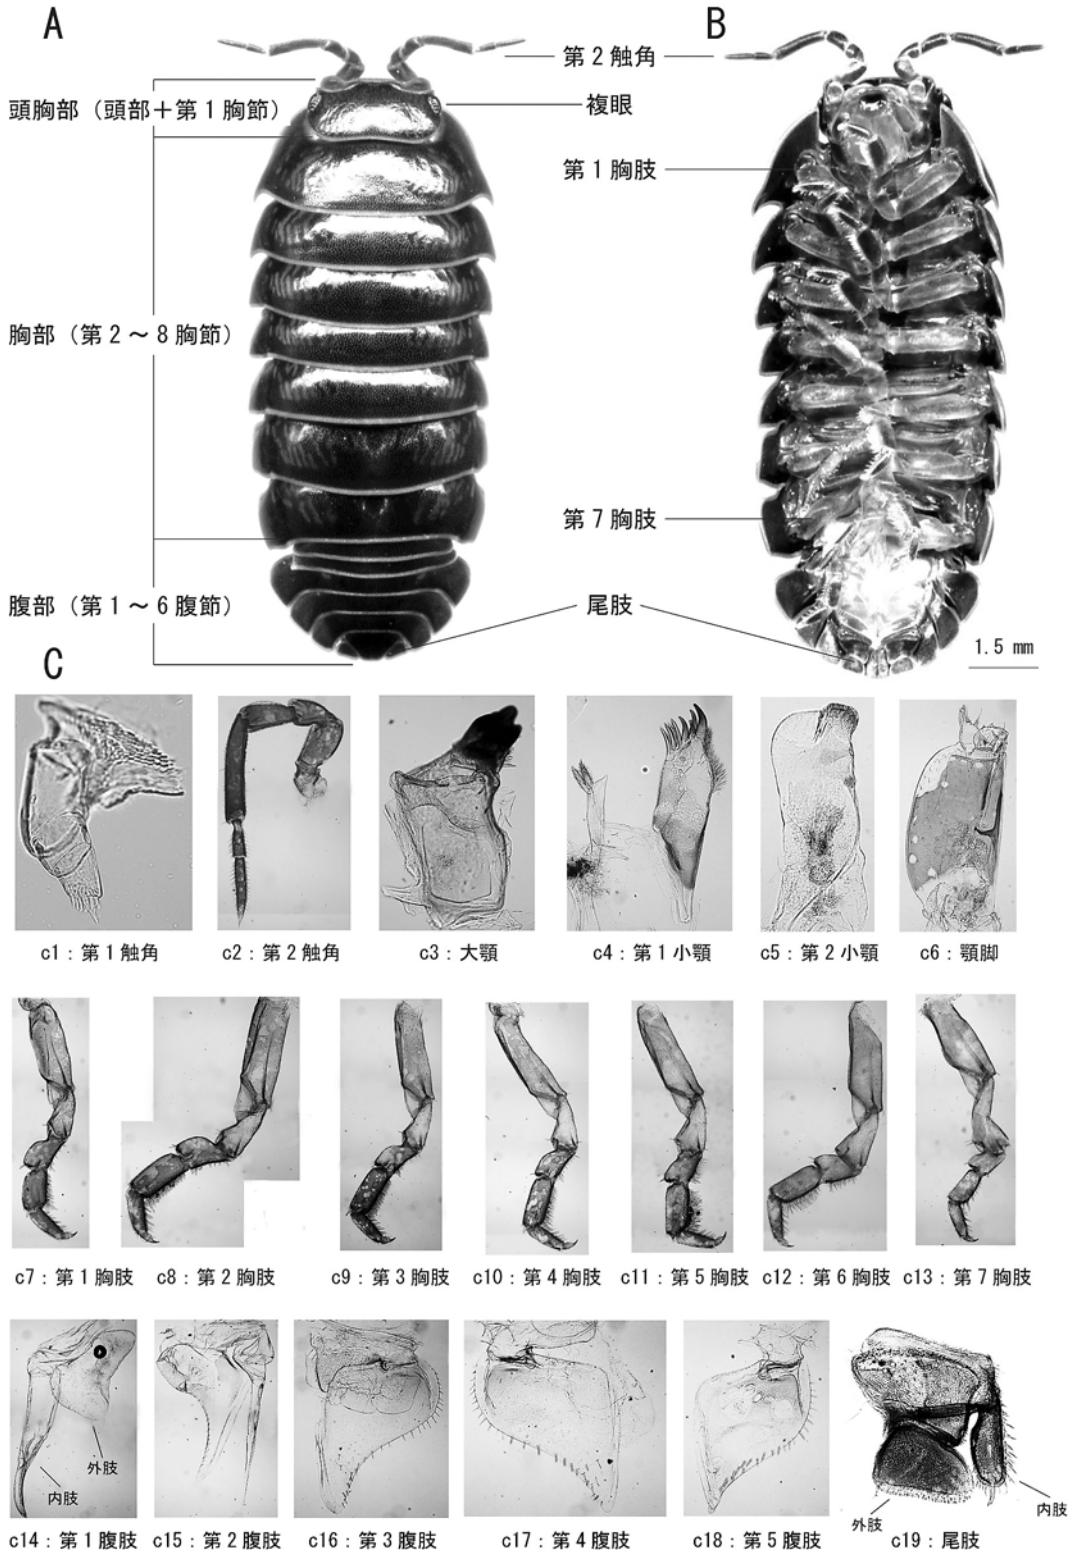 A
B
第2触角
頭胸部（頭部＋第1胸節）
複眼
第1胸肢
胸部（第2～8胸節）
第7胸肢
腹部（第1～6腹節）
尾肢
1.5 mm
C
c1：第1触角
c2：第2触角
c3：大顎
c4：第1小顎
c5：第2小顎
c6：顎脚
c7：第1胸肢
c8：第2胸肢
c9：第3胸肢
c10：第4胸肢
c11：第5胸肢
c12：第6胸肢
c13：第7胸肢
外肢
内肢
外肢
内肢
c14：第1腹肢
c15：第2腹肢
c16：第3腹肢
c17：第4腹肢
c18：第5腹肢
c19：尾肢